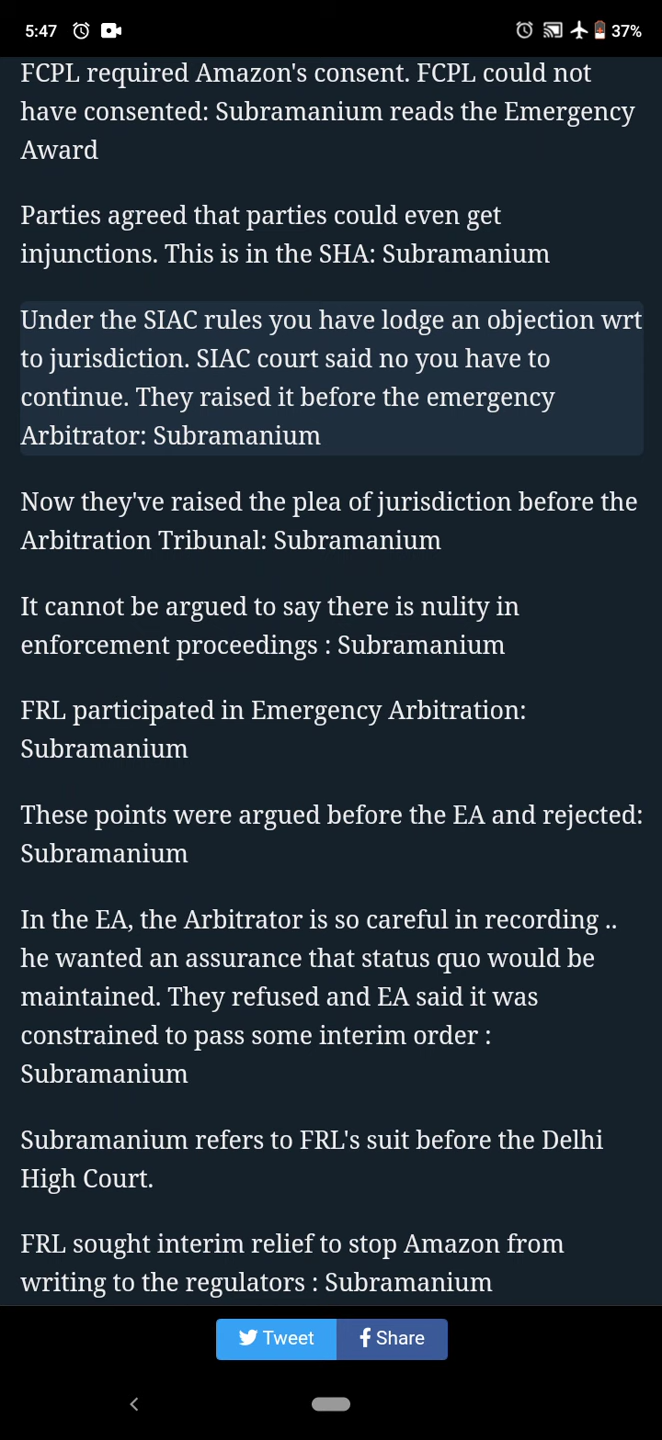 5:47
37%
FCPL required Amazon's consent. FCPL could not
have consented: Subramanium reads the Emergency
Award
Parties agreed that parties could even get
injunctions. This is in the SHA: Subramanium
Under the SIAC rules you have lodge an objection wrt
to jurisdiction. SIAC court said no you have to
continue. They raised it before the emergency
Arbitrator: Subramanium
Now they've raised the plea of jurisdiction before the
Arbitration Tribunal: Subramanium
It cannot be argued to say there is nulity in
enforcement proceedings : Subramanium
FRL participated in Emergency Arbitration:
Subramanium
These points were argued before the EA and rejected:
Subramanium
In the EA, the Arbitrator is so careful in recording ..
he wanted an assurance that status quo would be
maintained. They refused and EA said it was
constrained to pass some interim order :
Subramanium
Subramanium refers to FRL's suit before the Delhi
High Court.
FRL sought interim relief to stop Amazon from
writing to the regulators : Subramanium
Tweet
Share